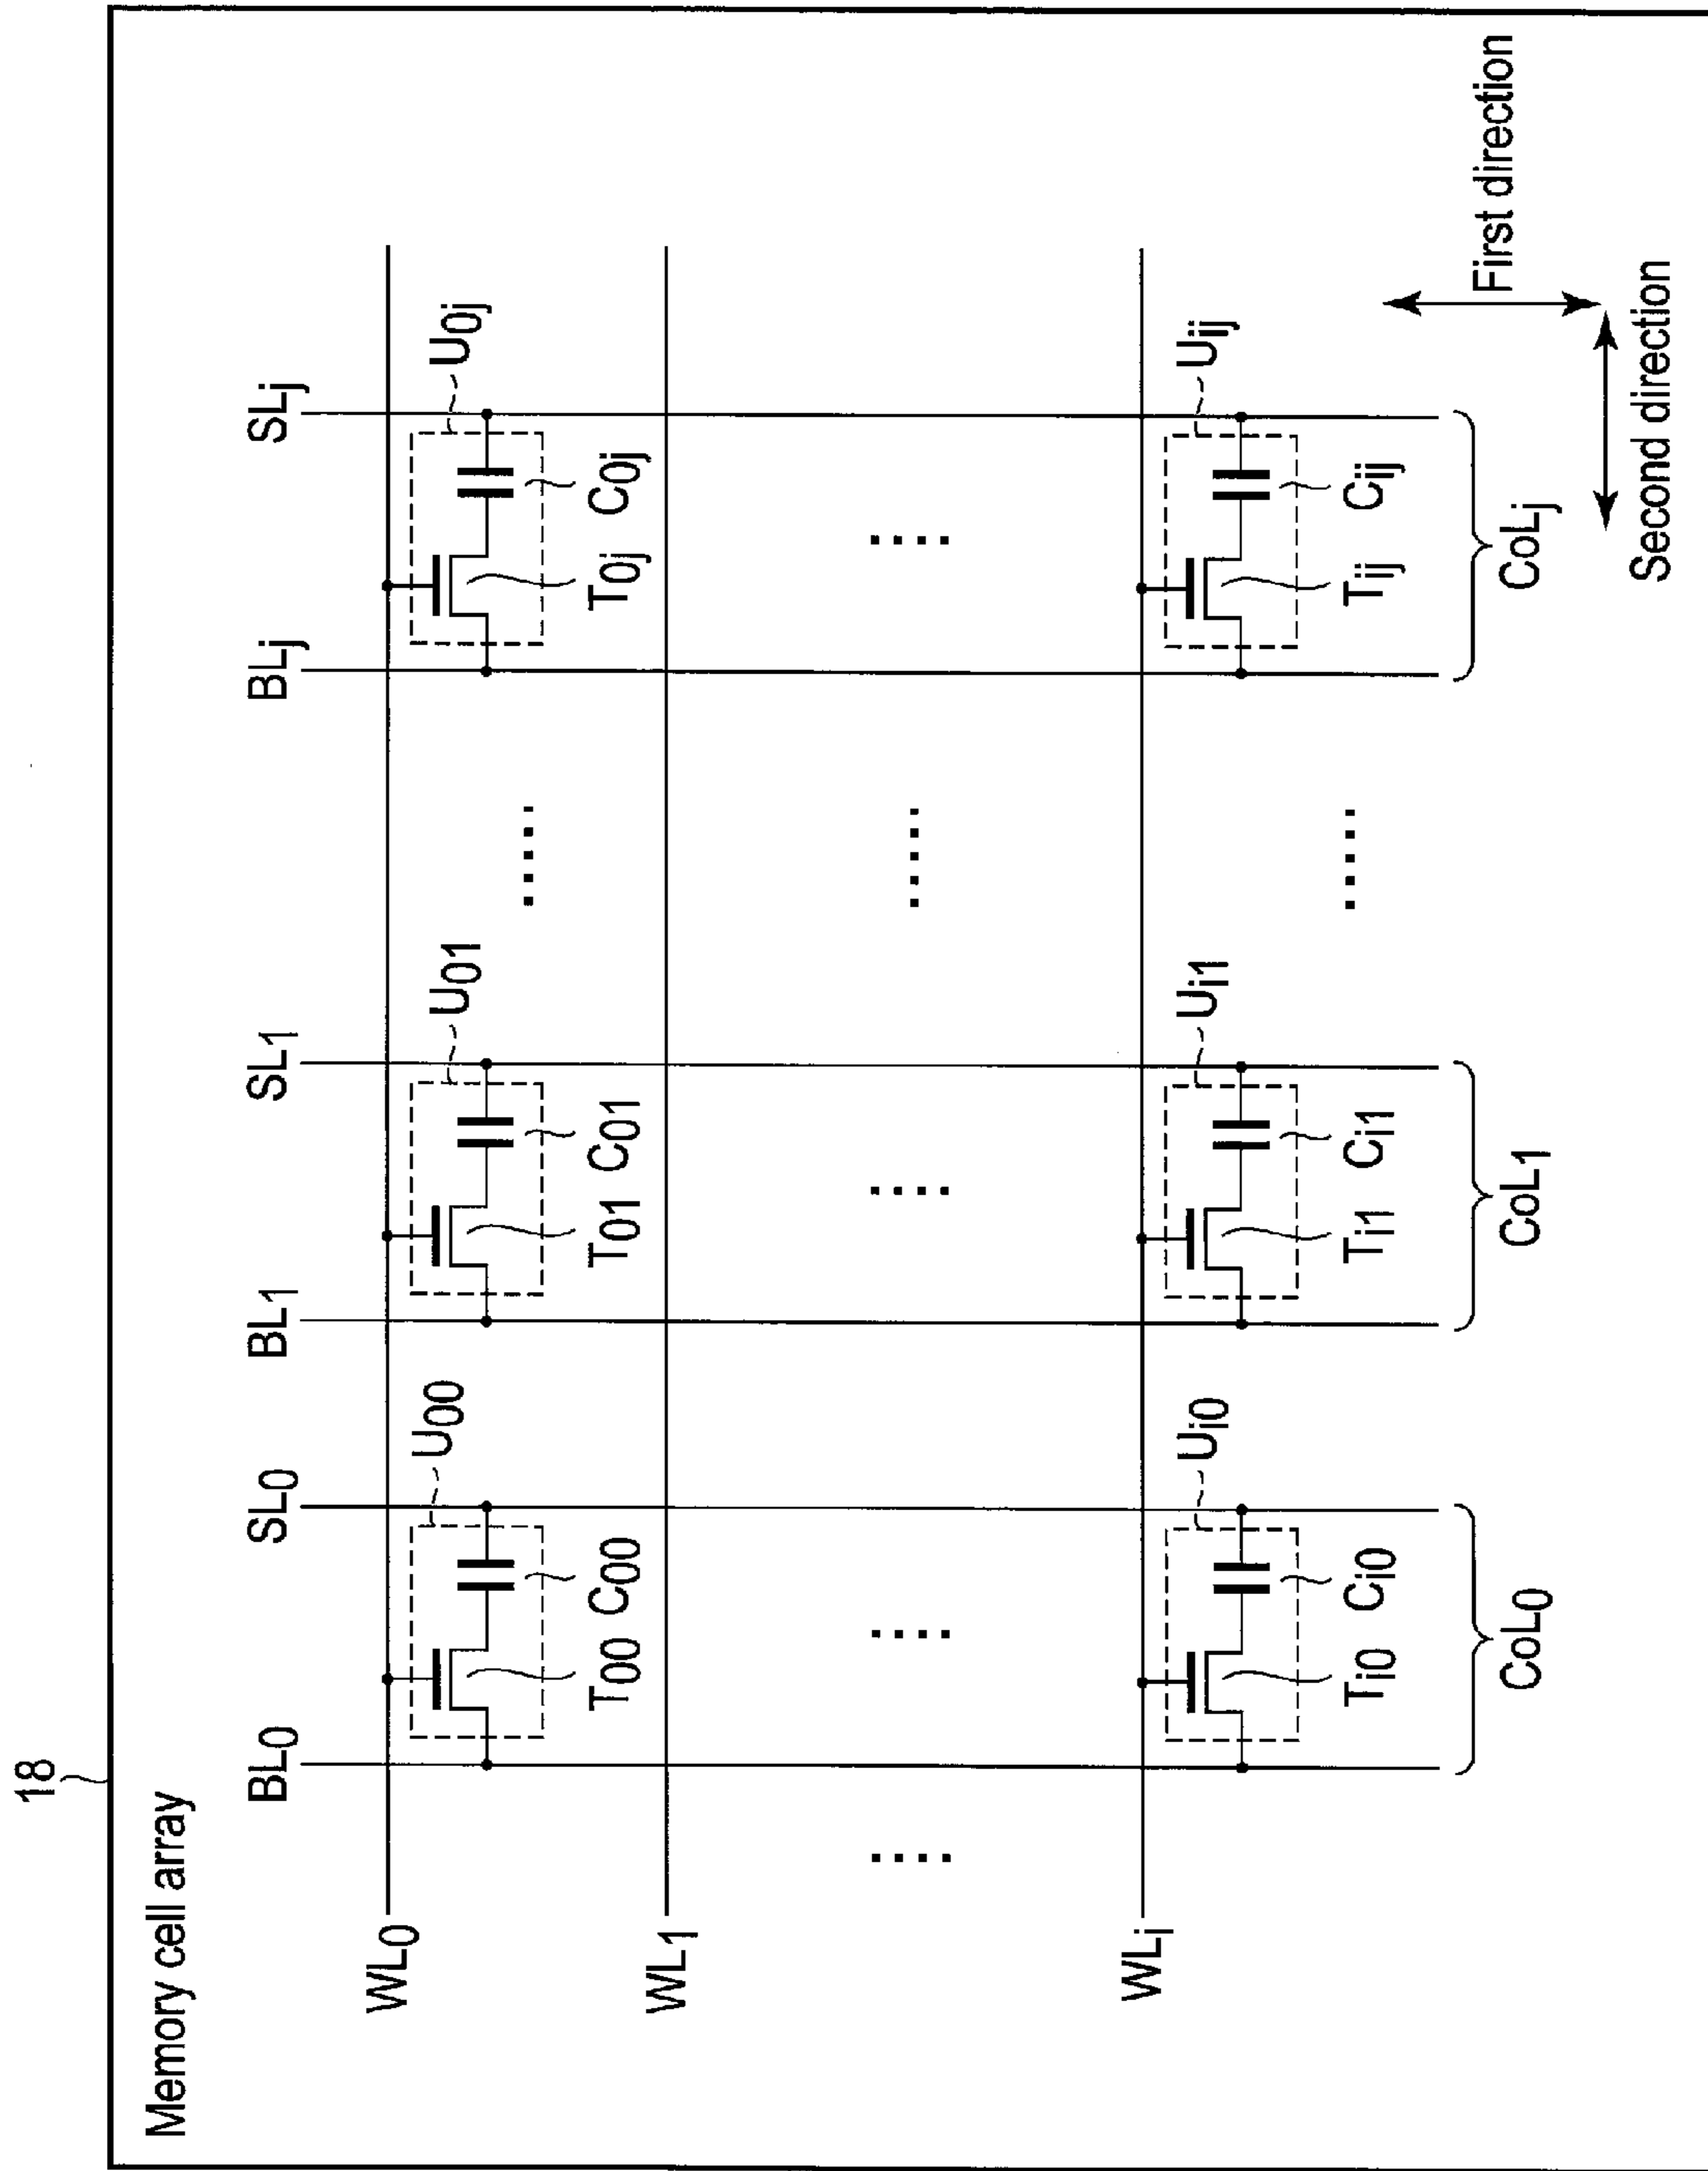 18
Memory cell array
BL0 SL0 BL1 SL1 BLj SLj
WL0
U00 U01 U0j
T00 C00 T01 C01 T0j C0j
WL1
WLi
Ui0 Ui1 Uij
Ti0 Ci0 Ti1 Ci1 Tij Cij
First direction
CoL0 CoL1 CoLj
Second direction